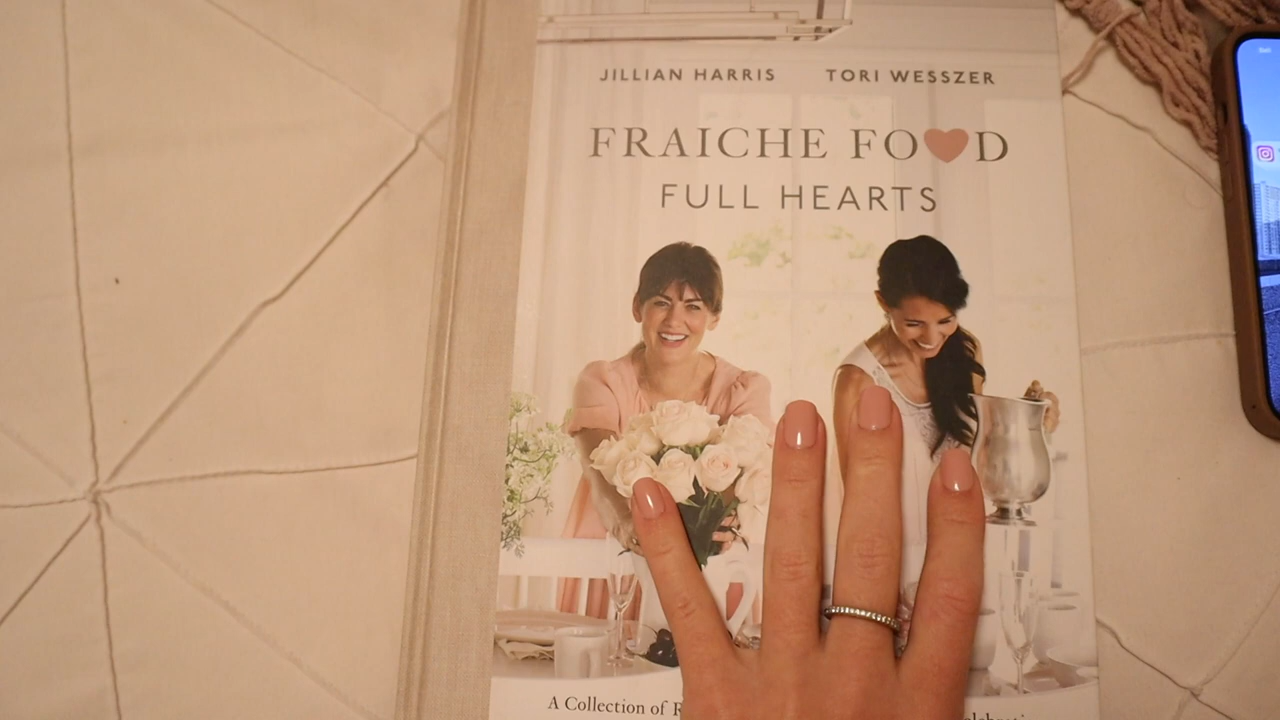 JILLIAN HARRIS TORI WESSZER
FRAICHE FO♥D
FULL HEARTS
A Collection of